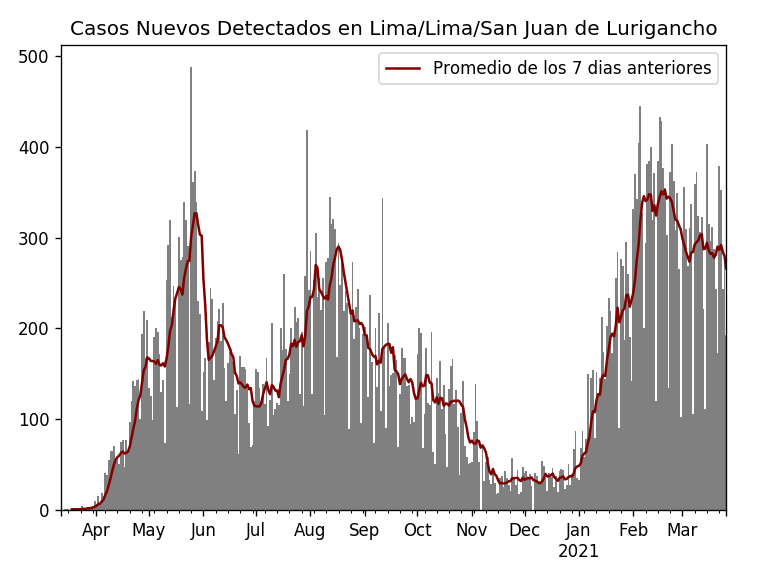 Casos Nuevos Detectados en Lima/Lima/San Juan de Lurigancho
Promedio de los 7 dias anteriores
500
400
300
200
100
0
Apr May Jun Jul Aug Sep Oct Nov Dec Jan Feb Mar
2021